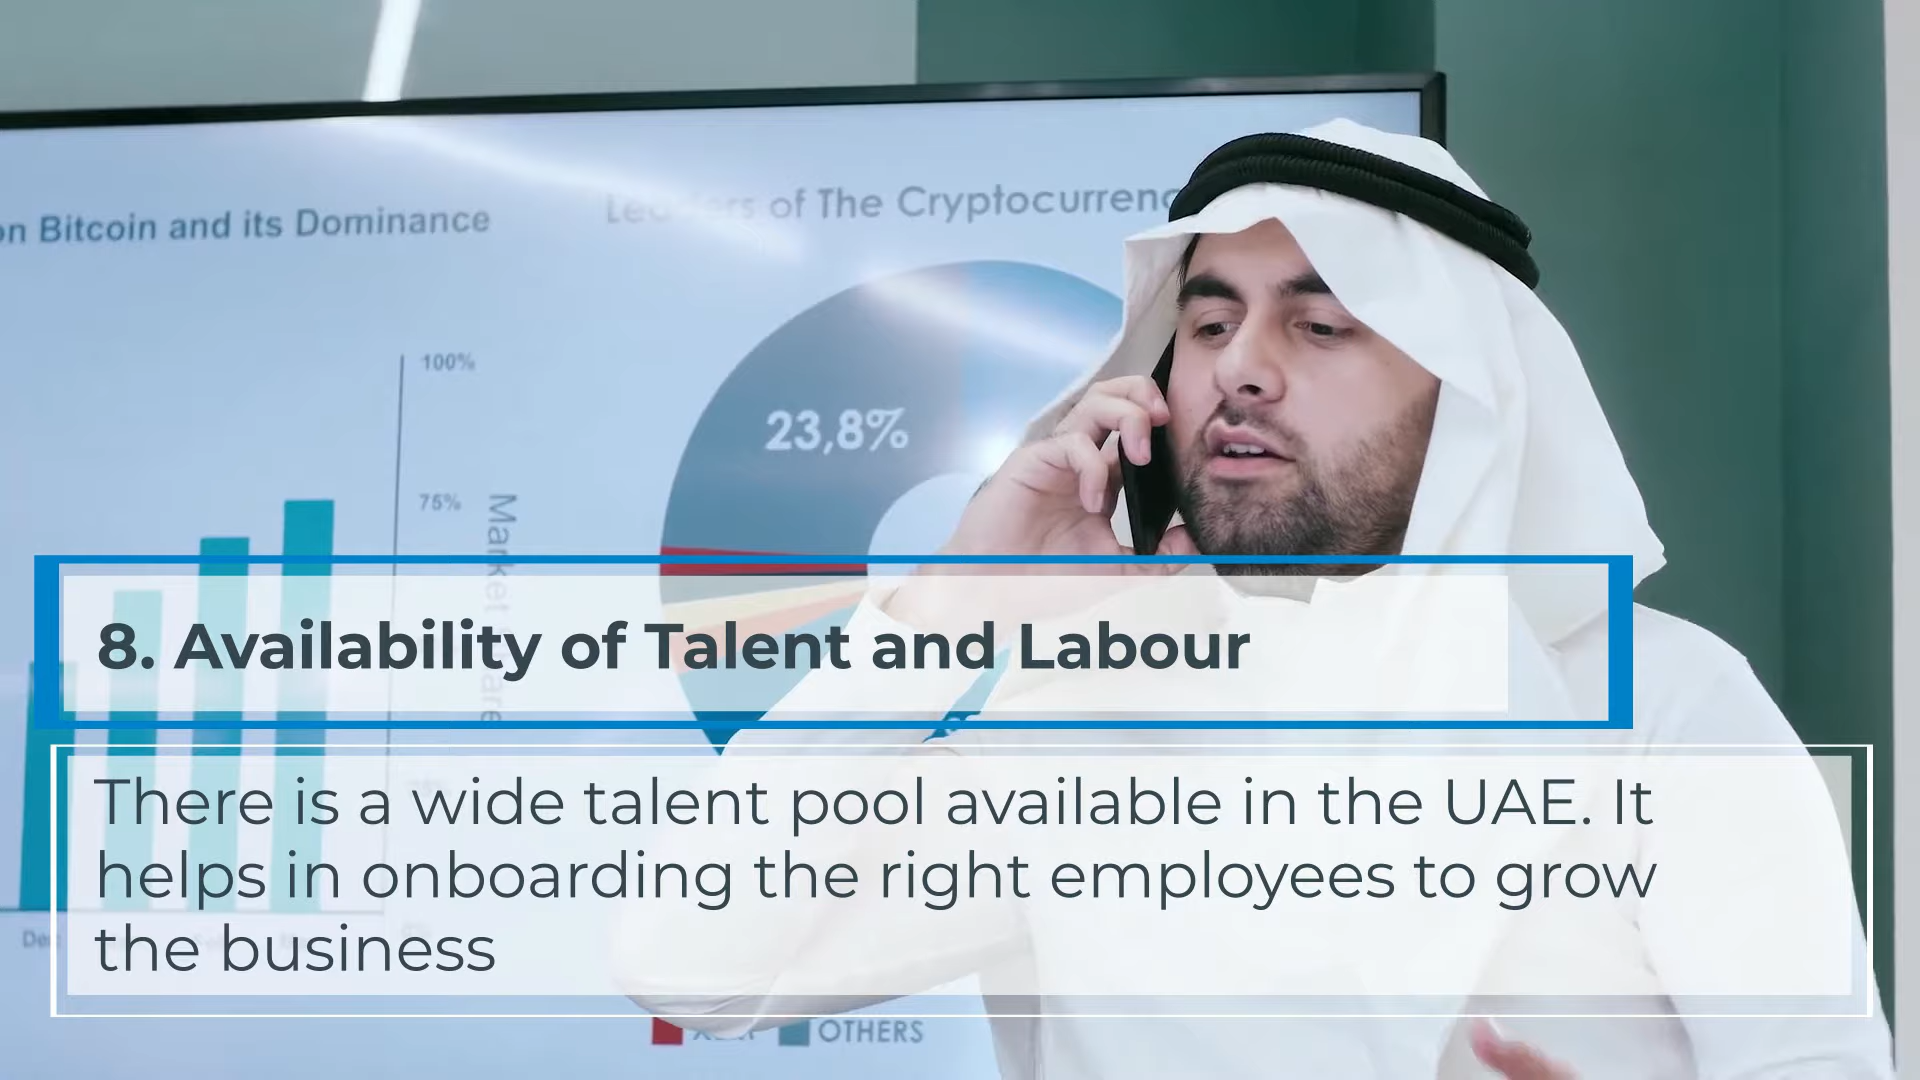 on Bitcoin and its Dominance
Leaders of The Cryptocurrenc
100%
23,8%
75%
Market
8. Availability of Talent and Labour
There is a wide talent pool available in the UAE. It
helps in onboarding the right employees to grow
the business
OTHERS